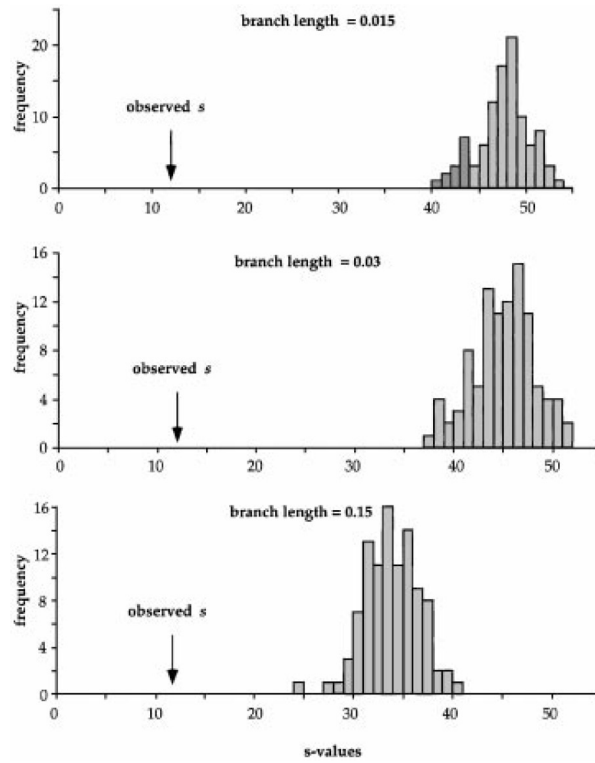 branch length = 0.015
frequency
20
10
0
observed s
0 10 20 30 40 50
branch length = 0.03
frequency
16
12
8
4
0
observed s
0 10 20 30 40 50
branch length = 0.15
frequency
16
12
8
4
0
observed s
0 10 20 30 40 50
s-values